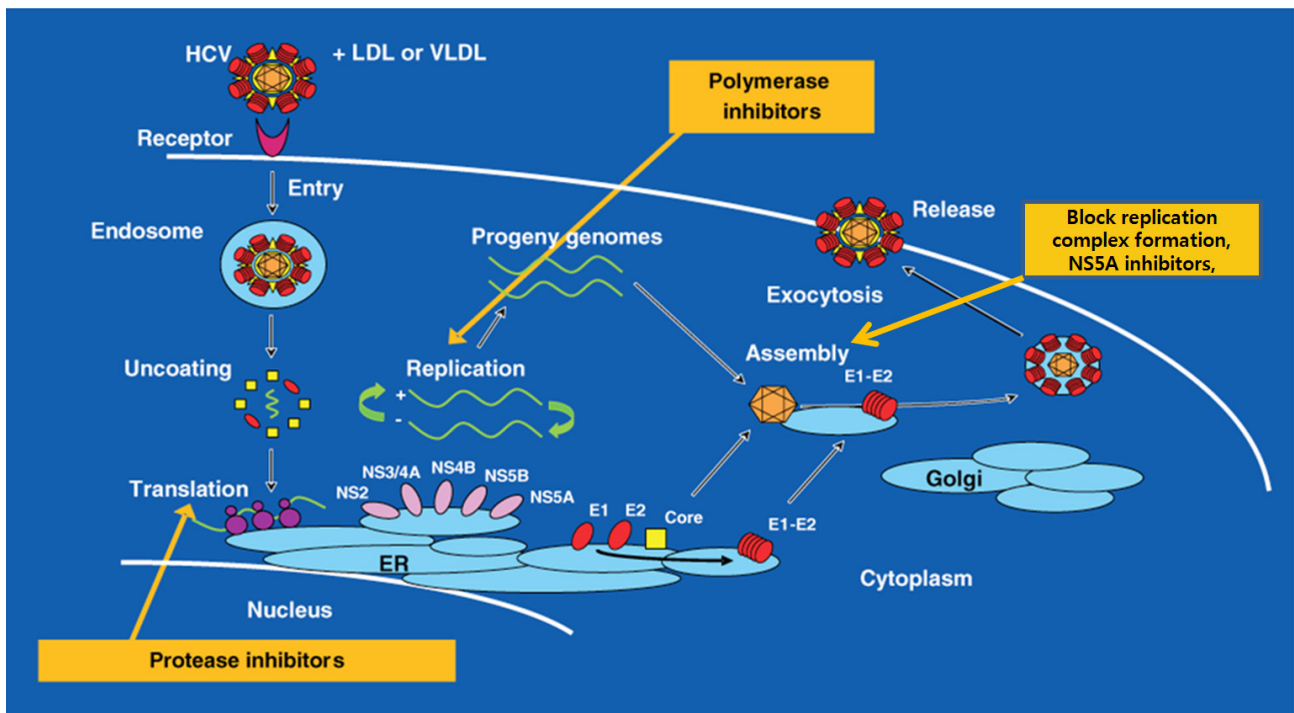 HCV
+ LDL or VLDL
Receptor
Entry
Endosome
Uncoating
Translation
Polymerase
inhibitors
Progeny genomes
Replication
+
-
Release
Block replication
complex formation,
NS5A inhibitors,
Exocytosis
Assembly
E1-E2
NS2
NS3/4A
NS4B
NS5B
NS5A
E1
E2
Core
E1-E2
ER
Golgi
Cytoplasm
Nucleus
Protease inhibitors